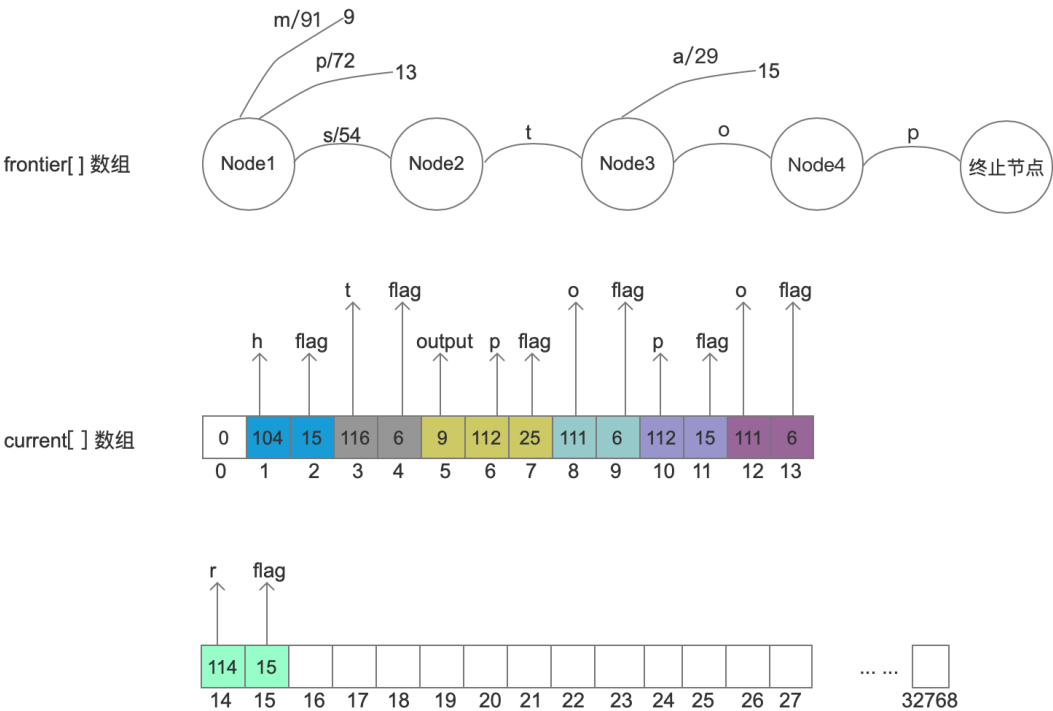 m/91 9
p/72 13
a/29 15
s/54 t o p
frontier[ ] 数组 Node1 Node2 Node3 Node4 终止节点
t flag o flag o flag
h flag output p flag p flag
current[ ] 数组 0 104 15 116 6 9 112 25 111 6 112 15 111 6
0 1 2 3 4 5 6 7 8 9 10 11 12 13
r flag
114 15 ... ...
14 15 16 17 18 19 20 21 22 23 24 25 26 27 32768